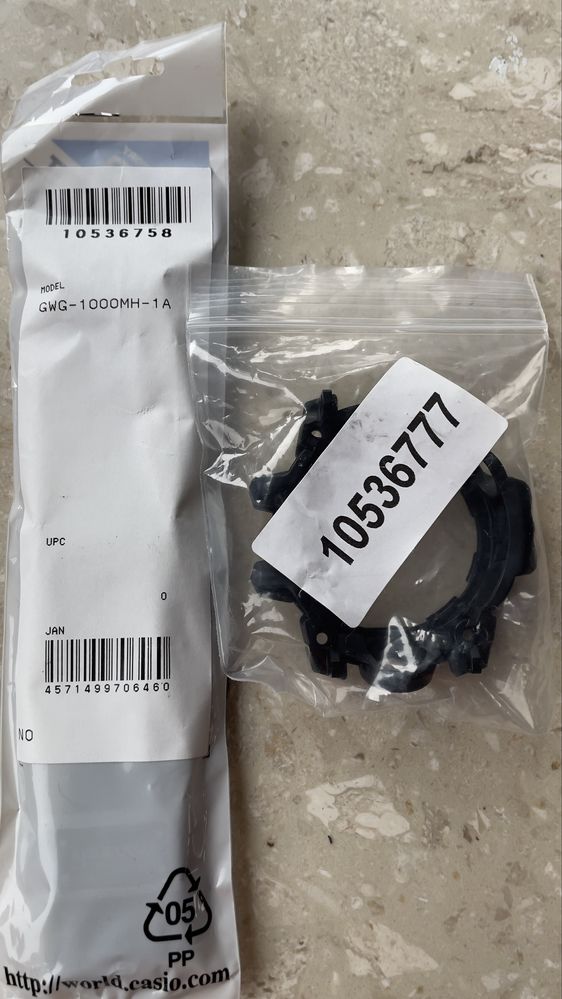 10536758
MODEL
GWG-1000MH-1A
UPC
0
JAN
4571499706460
NO
05
PP
http://world.casio.com
10536777